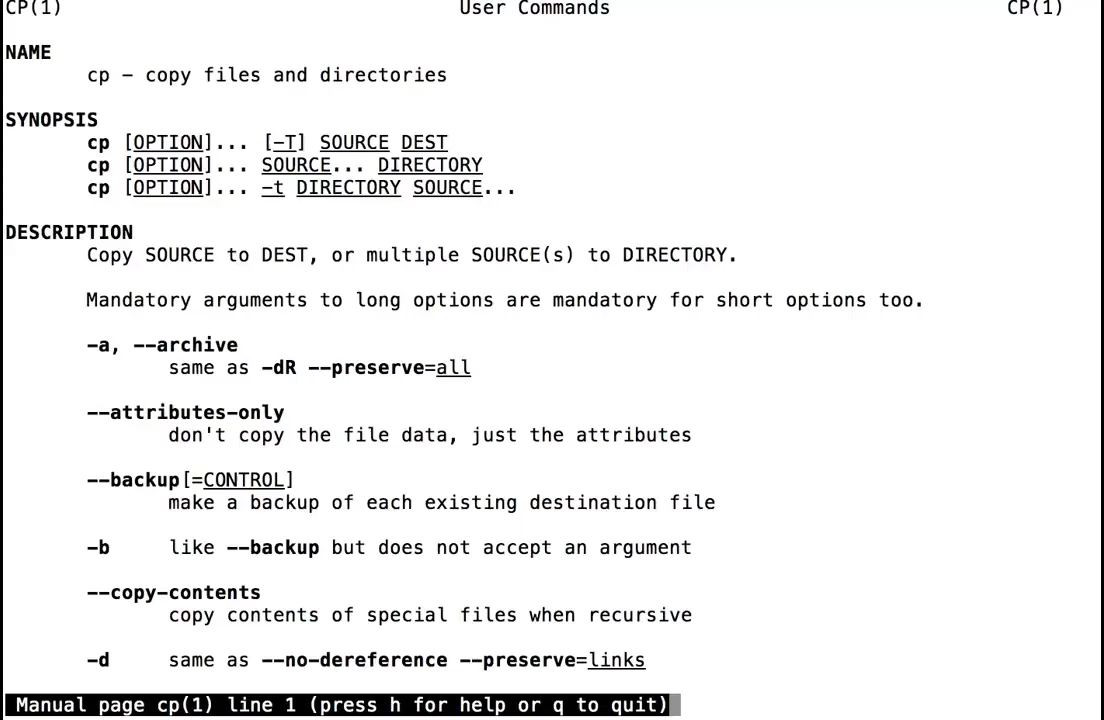 CP(1) User Commands CP(1)
NAME
cp – copy files and directories
SYNOPSIS
cp [OPTION]... [–T] SOURCE DEST
cp [OPTION]... SOURCE... DIRECTORY
cp [OPTION]... –t DIRECTORY SOURCE...
DESCRIPTION
Copy SOURCE to DEST, or multiple SOURCE(s) to DIRECTORY.
Mandatory arguments to long options are mandatory for short options too.
–a, ––archive
same as –dR ––preserve=all
––attributes–only
don't copy the file data, just the attributes
––backup[=CONTROL]
make a backup of each existing destination file
–b like ––backup but does not accept an argument
––copy–contents
copy contents of special files when recursive
–d same as ––no–dereference ––preserve=links
Manual page cp(1) line 1 (press h for help or q to quit)